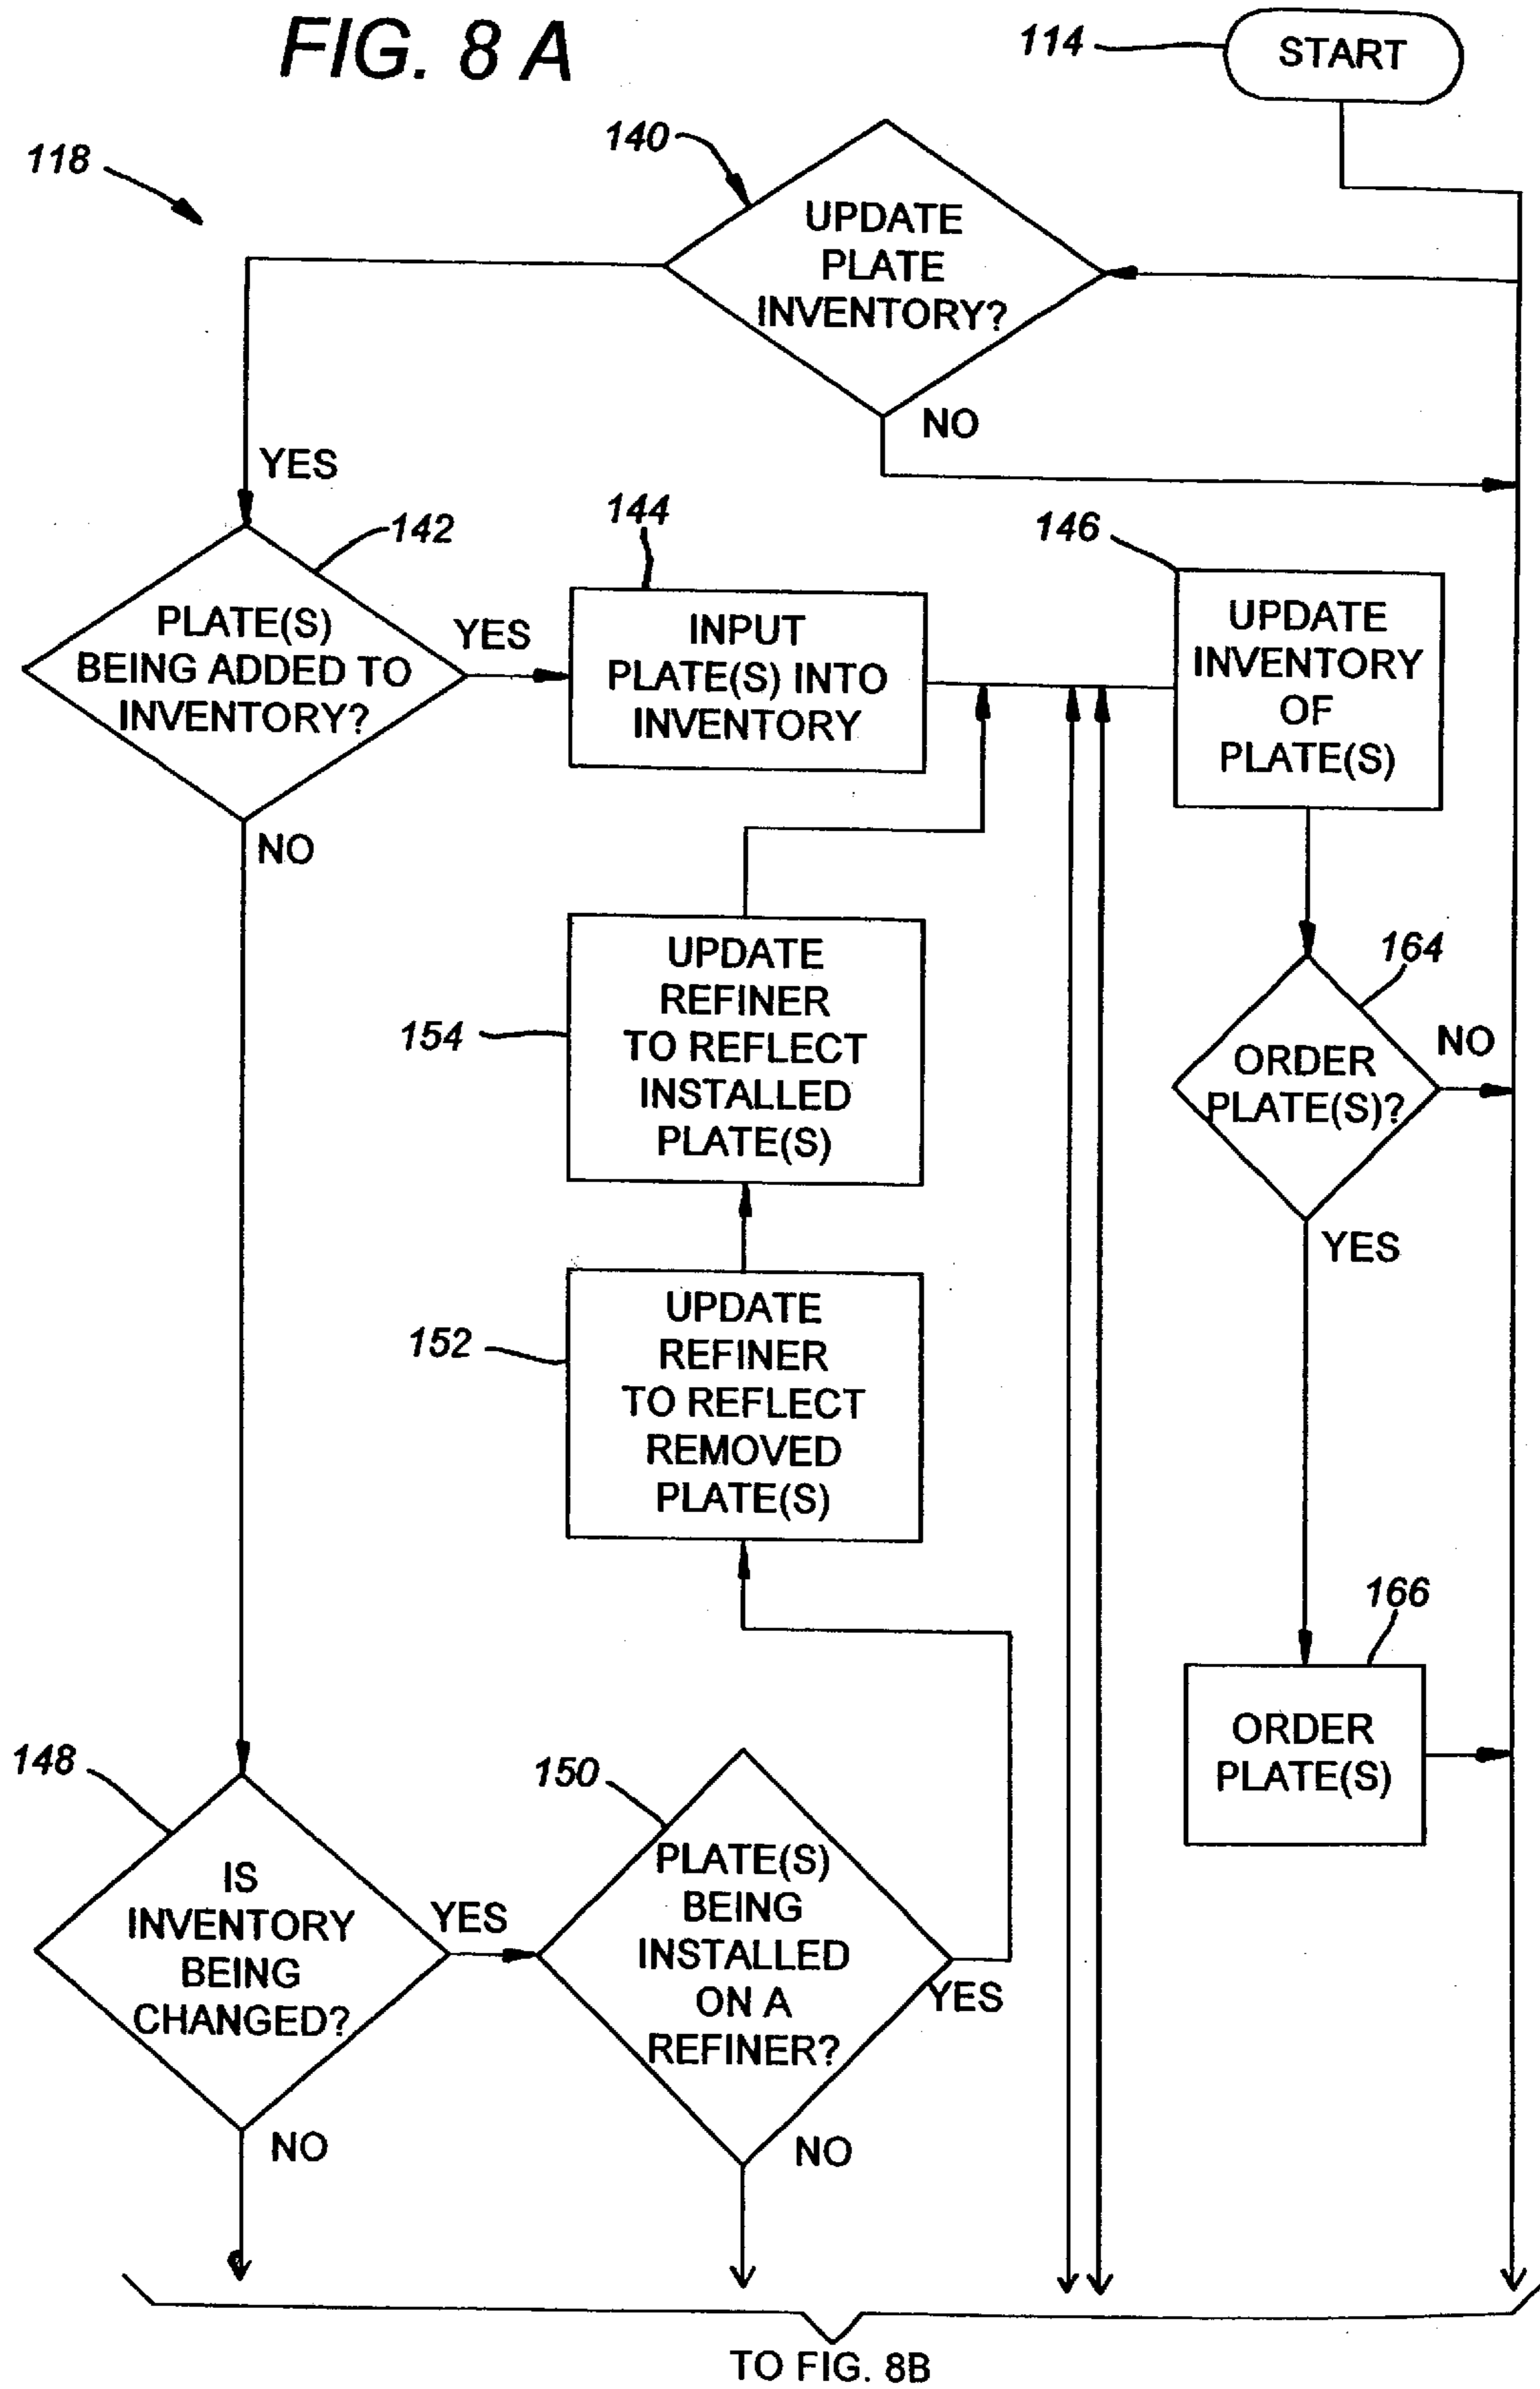 FIG. 8 A
114
START
118
140
UPDATE
PLATE
INVENTORY?
NO
YES
142
PLATE(S)
BEING ADDED TO
INVENTORY?
YES
NO
144
INPUT
PLATE(S) INTO
INVENTORY
146
UPDATE
INVENTORY
OF
PLATE(S)
154
UPDATE
REFINER
TO REFLECT
INSTALLED
PLATE(S)
164
ORDER
PLATE(S)?
NO
YES
152
UPDATE
REFINER
TO REFLECT
REMOVED
PLATE(S)
166
ORDER
PLATE(S)
148
IS
INVENTORY
BEING
CHANGED?
YES
NO
150
PLATE(S)
BEING
INSTALLED
ON A
REFINER?
YES
NO
TO FIG. 8B